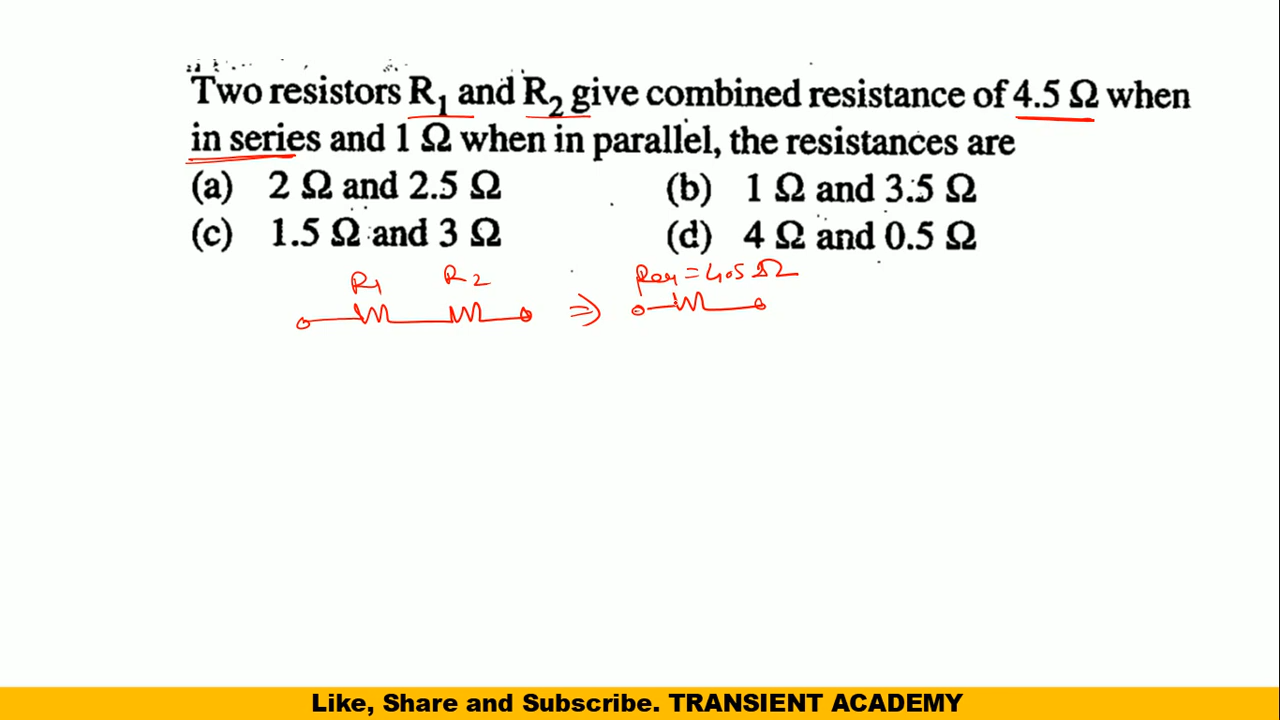 Two resistors R₁ and R₂ give combined resistance of 4.5 Ω when
in series and 1 Ω when in parallel, the resistances are
(a) 2 Ω and 2.5 Ω (b) 1 Ω and 3.5 Ω
(c) 1.5 Ω and 3 Ω (d) 4 Ω and 0.5 Ω
R₁ R₂ ⇒ Req = 4.5 Ω
Like, Share and Subscribe. TRANSIENT ACADEMY